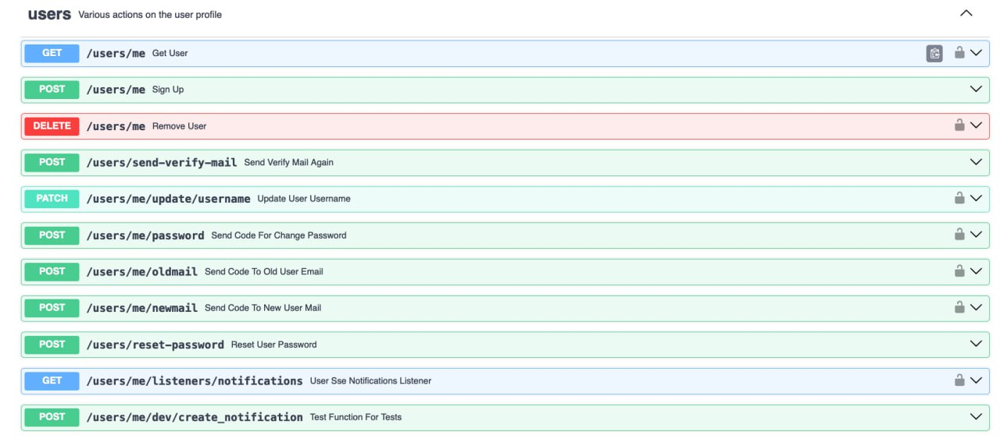 users Various actions on the user profile
GET /users/me Get User
POST /users/me Sign Up
DELETE /users/me Remove User
POST /users/send-verify-mail Send Verify Mail Again
PATCH /users/me/update/username Update User Username
POST /users/me/password Send Code For Change Password
POST /users/me/oldmail Send Code To Old User Email
POST /users/me/newmail Send Code To New User Mail
POST /users/reset-password Reset User Password
GET /users/me/listeners/notifications User Sse Notifications Listener
POST /users/me/dev/create_notification Test Function For Tests